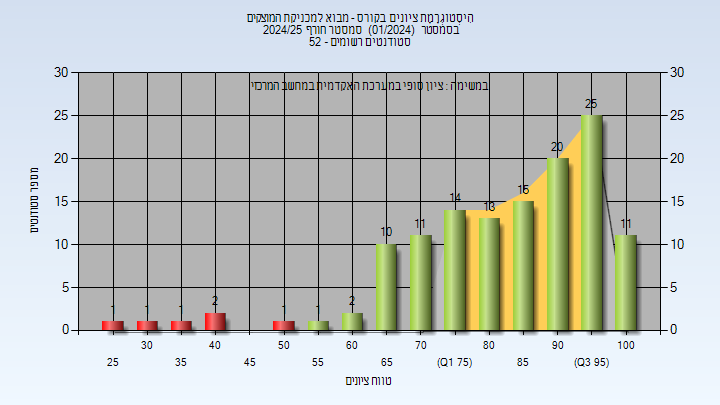 היסטוגרמת ציונים בקורס - מבוא למכניקת המוצקים
בסמסטר (01/2024) סמסטר חורף 2024/25
סטודנטים רשומים - 52
במשימה : ציון סופי במערכת האקדמית במחשב המרכזי
מספר סטודנטים
30 30
25 25
20 20
15 15
10 10
5 5
0 0
1 1 1 2 1 1 2 10 11 14 13 15 20 25 11
30 40 50 60 70 80 90 100
25 35 45 55 65 (Q1 75) 85 (Q3 95)
טווח ציונים